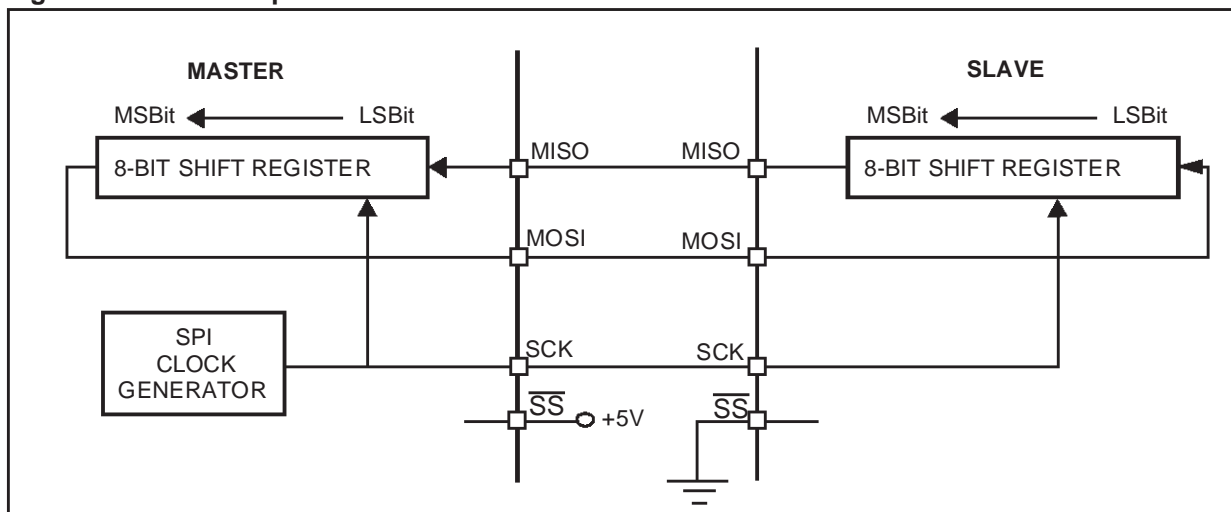 MASTER
SLAVE
MSBit LSBit
MSBit LSBit
8-BIT SHIFT REGISTER
MISO
MISO
8-BIT SHIFT REGISTER
MOSI
MOSI
SPI
CLOCK
GENERATOR
SCK
SCK
SS
+5V
SS